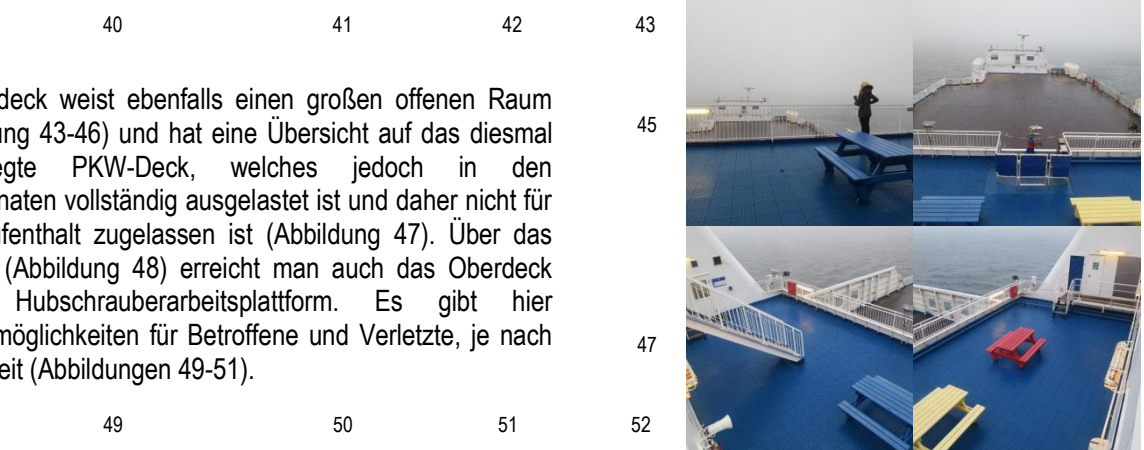 40 41 42 43
deck weist ebenfalls einen großen offenen Raum
ung 43-46) und hat eine Übersicht auf das diesmal
45
egte PKW-Deck, welches jedoch in den
naten vollständig ausgelastet ist und daher nicht für
ufenthalt zugelassen ist (Abbildung 47). Über das
(Abbildung 48) erreicht man auch das Oberdeck
Hubschrauberarbeitsplattform. Es gibt hier
möglichkeiten für Betroffene und Verletzte, je nach
47
eit (Abbildungen 49-51).
49 50 51 52